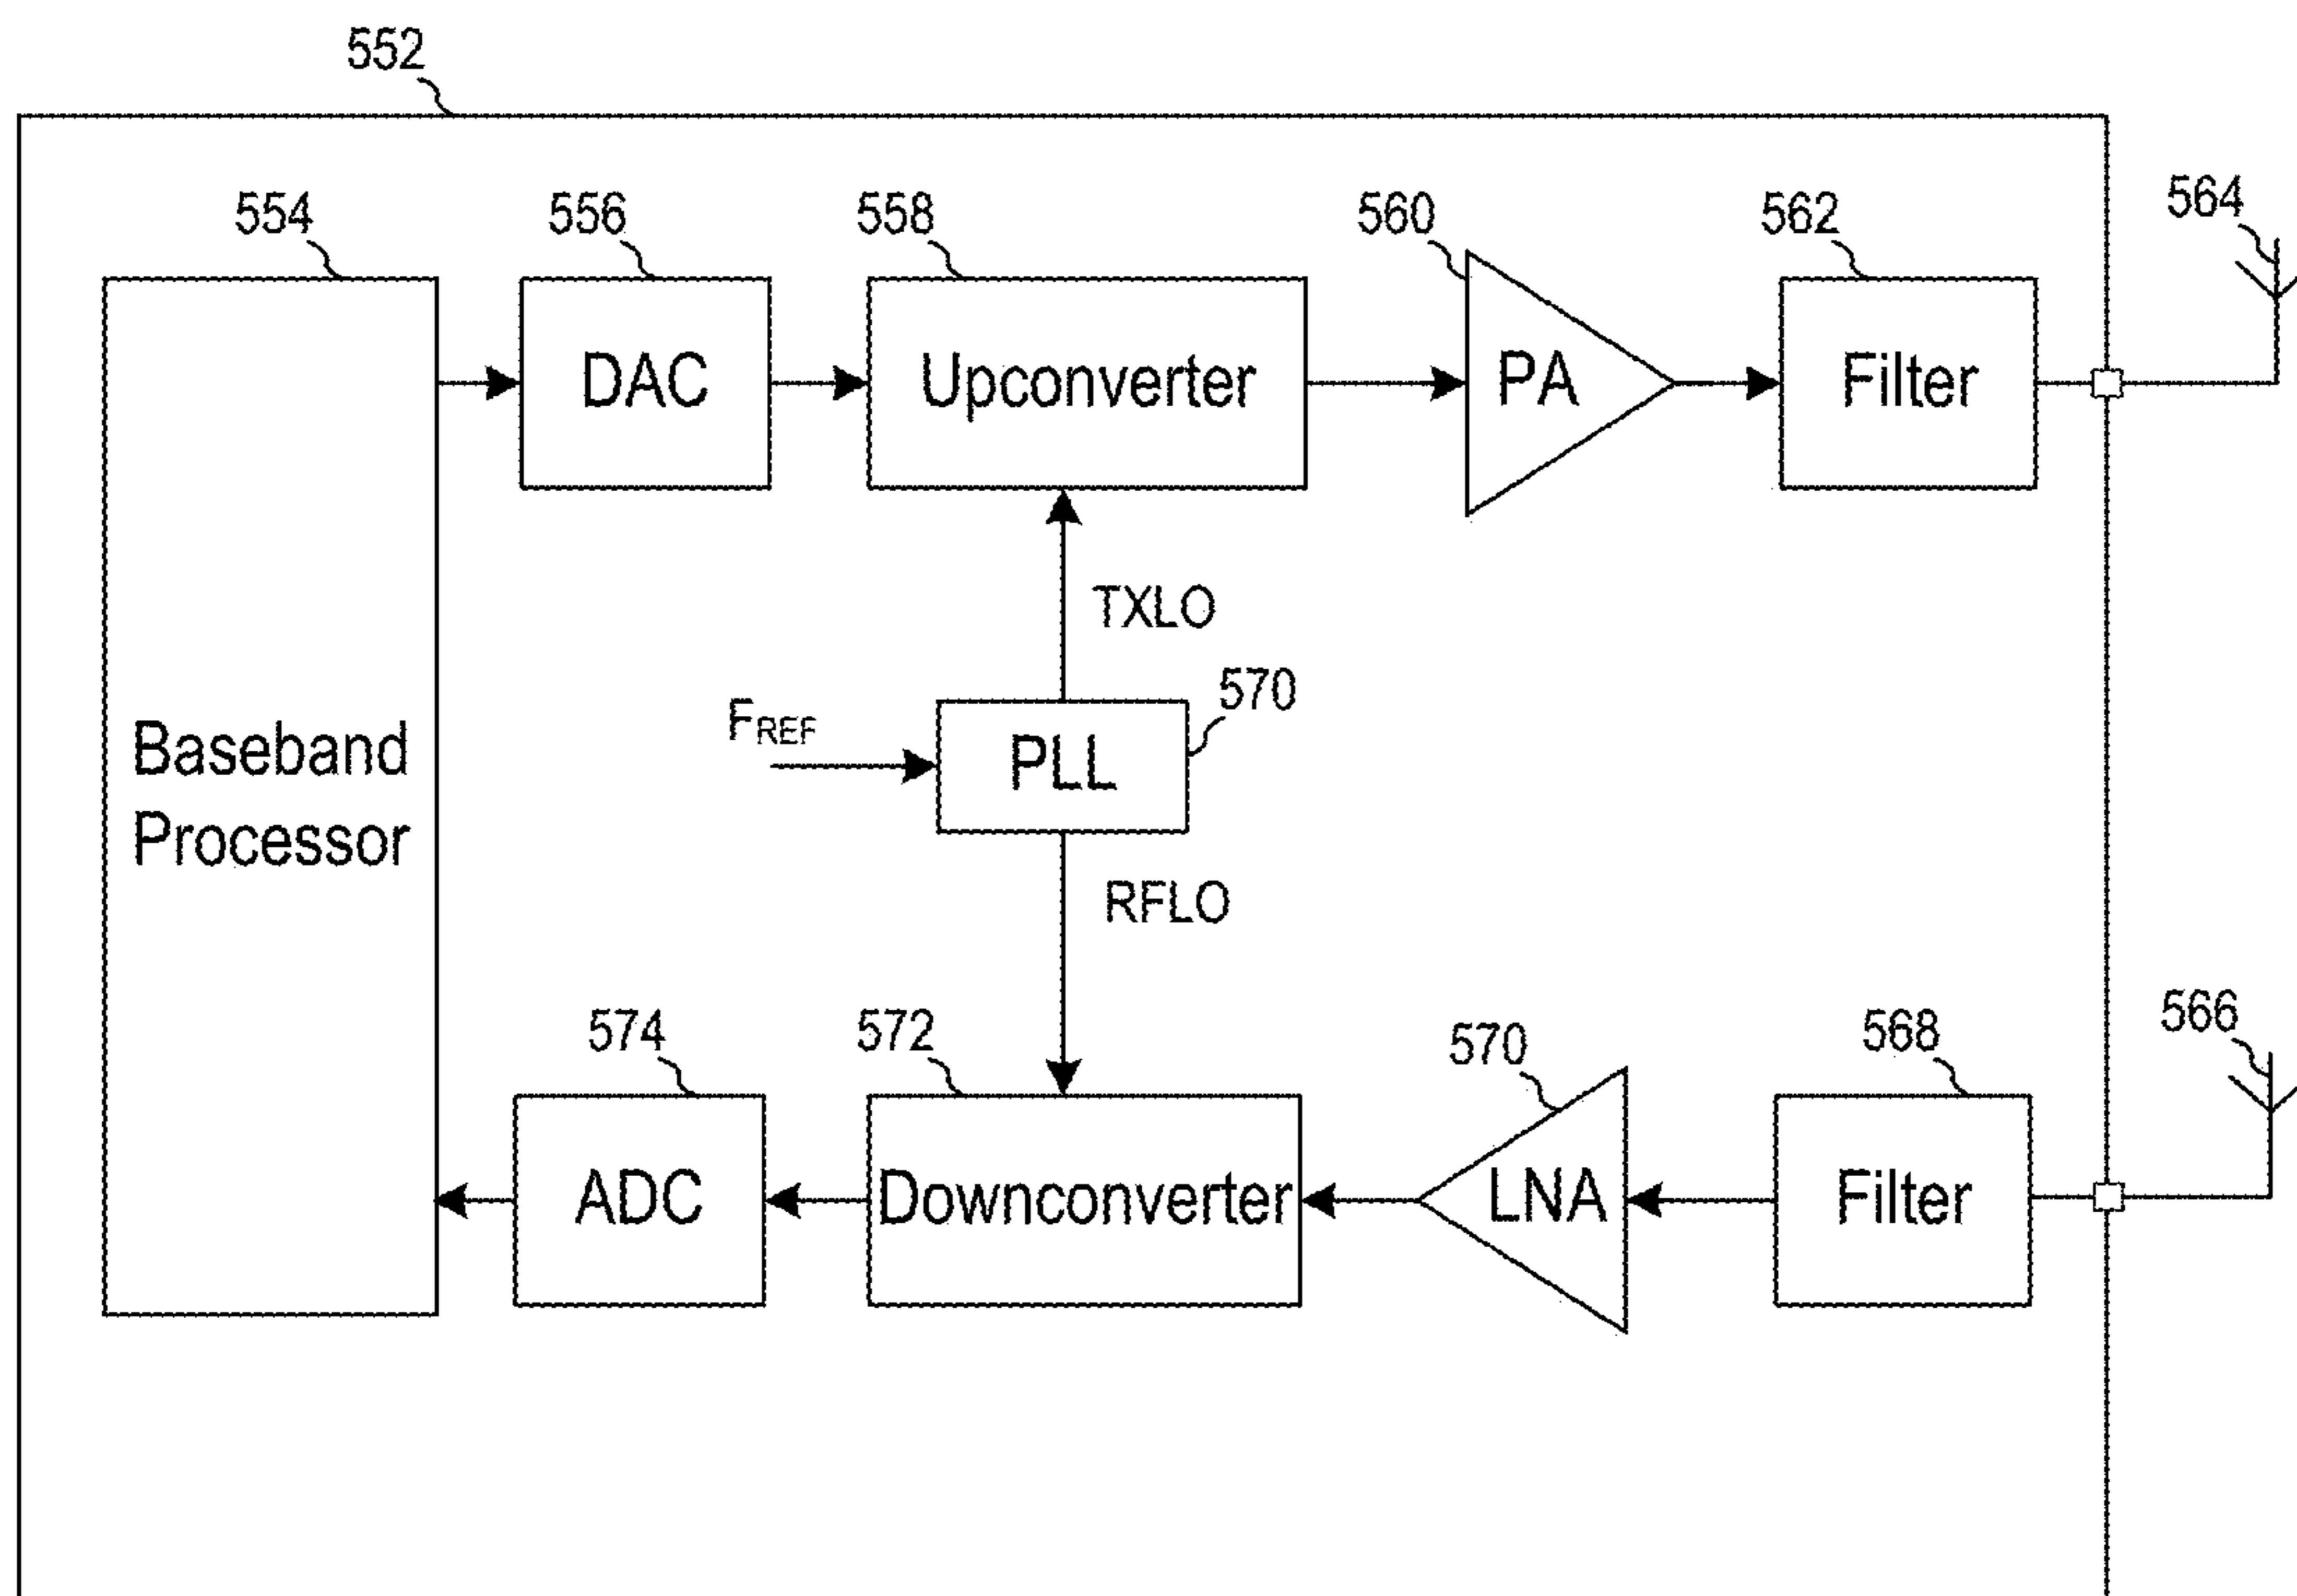 552
554
556
558
560
562
564
DAC
Upconverter
PA
Filter
TXLO
570
F_REF
PLL
Baseband
Processor
RFLO
574
572
570
568
566
ADC
Downconverter
LNA
Filter